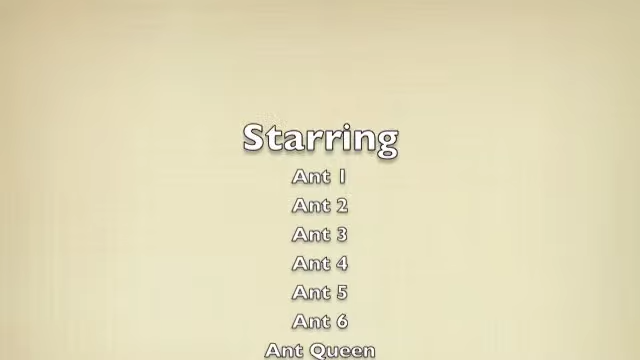 Starring
Ant 1
Ant 2
Ant 3
Ant 4
Ant 5
Ant 6
Ant Queen